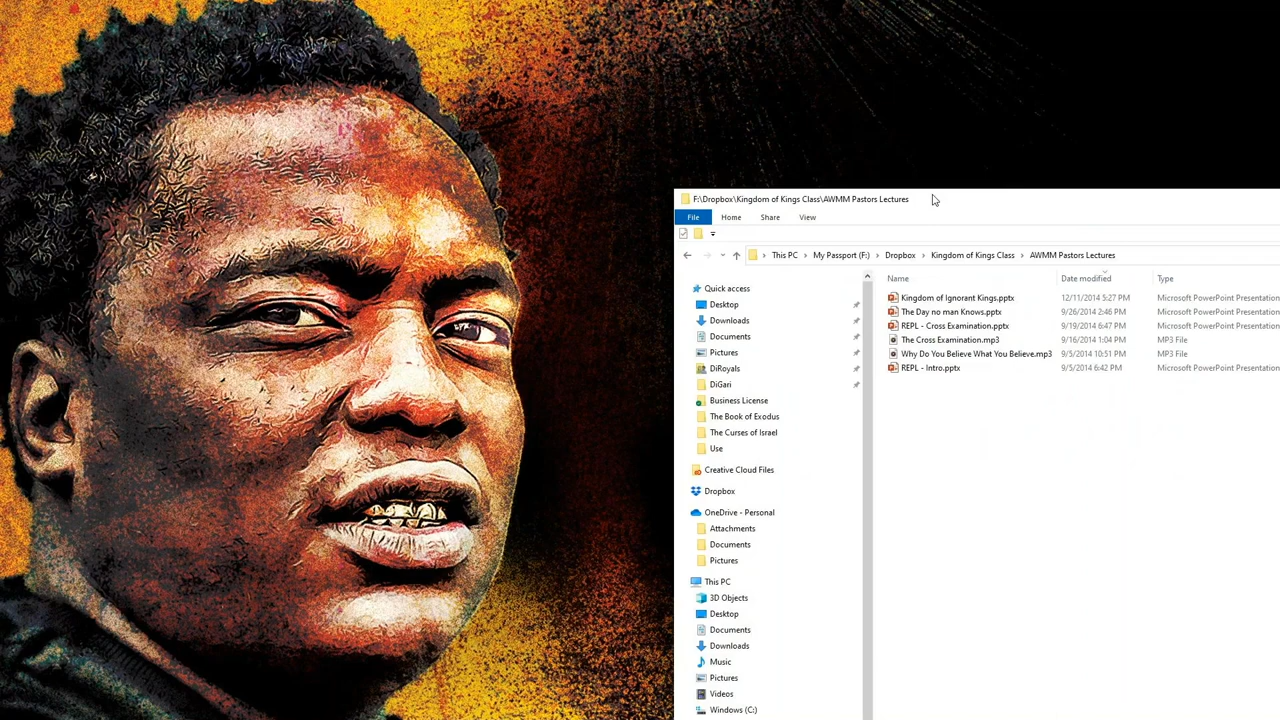 F:\Dropbox\Kingdom of Kings Class\AWMM Pastors Lectures
File Home Share View
This PC My Passport (F:) Dropbox Kingdom of Kings Class AWMM Pastors Lectures
Name Date modified Type
Kingdom of Ignorant Kings.pptx 12/11/2014 5:27 PM Microsoft PowerPoint Presentation
The Day no man Knows.pptx 9/26/2014 2:46 PM Microsoft PowerPoint Presentation
REPL - Cross Examination.pptx 9/19/2014 6:47 PM Microsoft PowerPoint Presentation
The Cross Examination.mp3 9/16/2014 1:04 PM MP3 File
Why Do You Believe What You Believe.mp3 9/5/2014 10:51 PM MP3 File
REPL - Intro.pptx 9/5/2014 6:42 PM Microsoft PowerPoint Presentation
Quick access
Desktop
Downloads
Documents
Pictures
DiRoyals
DiGari
Business License
The Book of Exodus
The Curses of Israel
Use
Creative Cloud Files
Dropbox
OneDrive - Personal
Attachments
Documents
Pictures
This PC
3D Objects
Desktop
Documents
Downloads
Music
Pictures
Videos
Windows (C:)